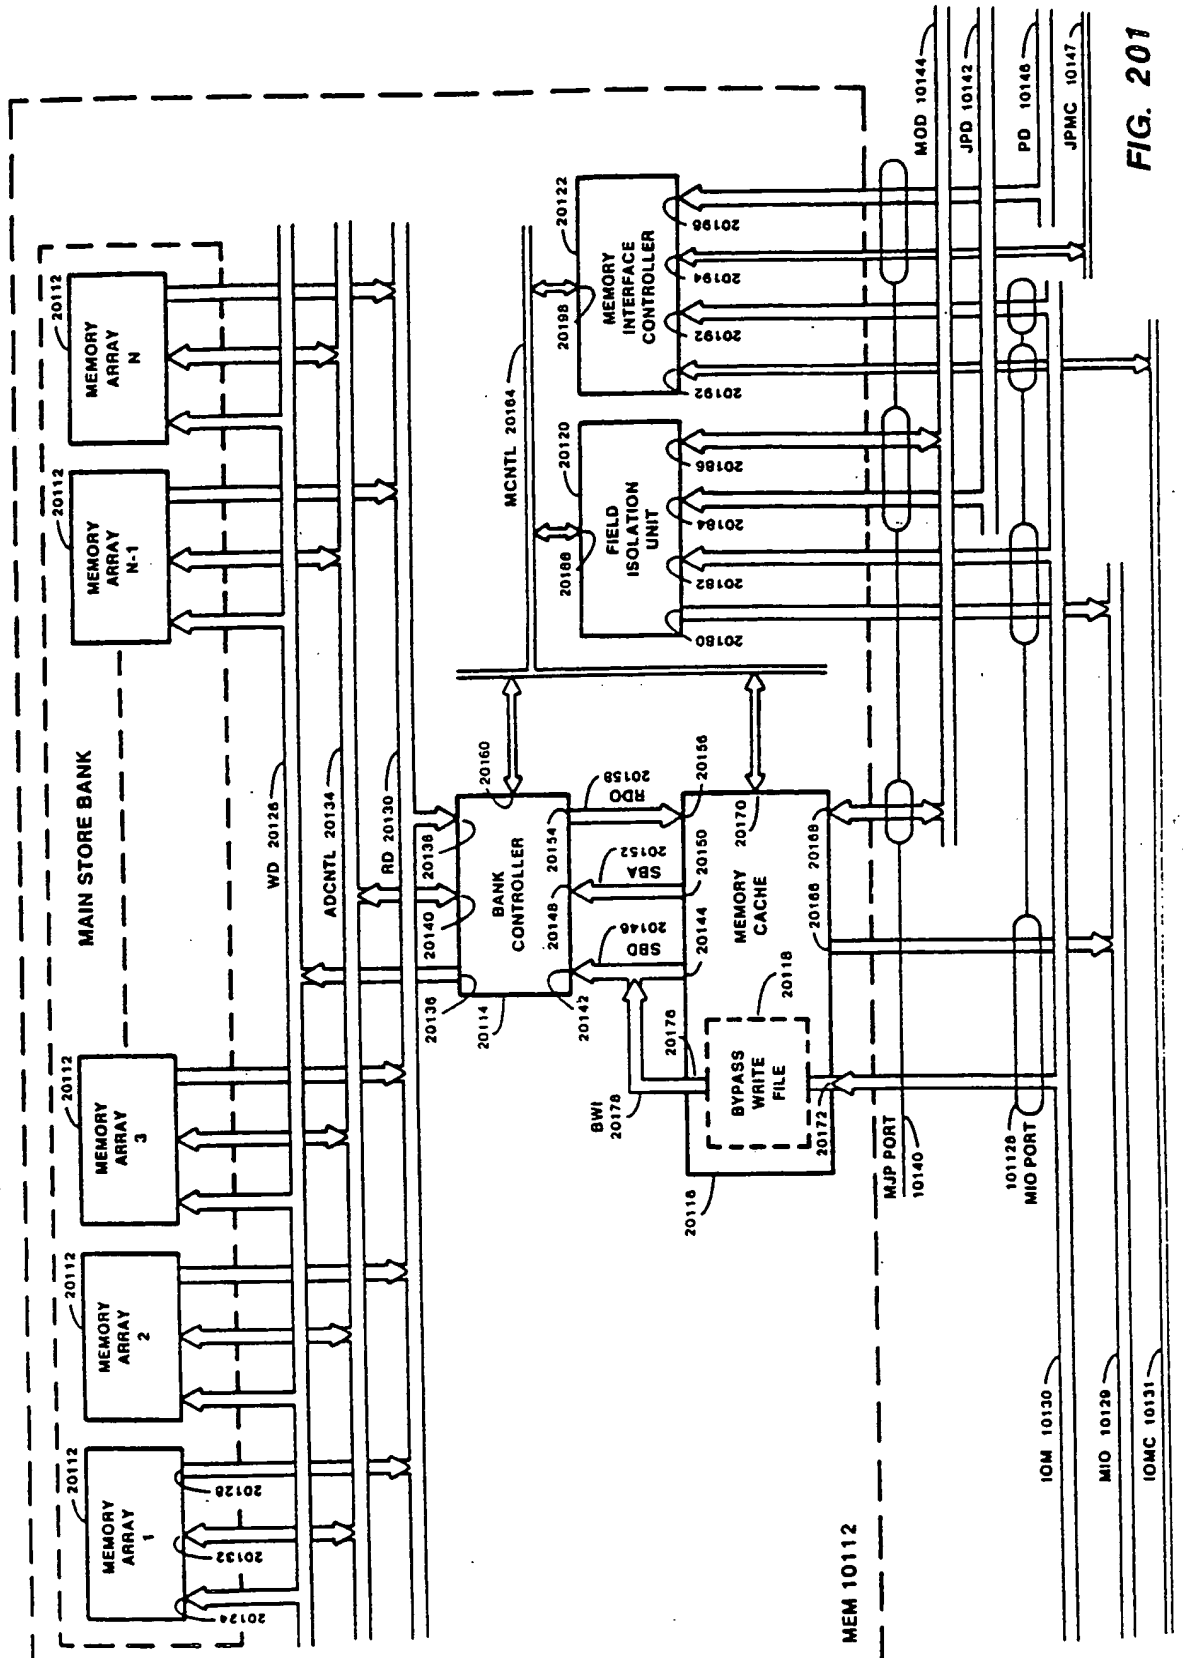 MAIN STORE BANK
20112
MEMORY
ARRAY
1
20112
MEMORY
ARRAY
2
20112
MEMORY
ARRAY
3
20112
MEMORY
ARRAY
N-1
20112
MEMORY
ARRAY
N
20124
20132
20128
WD 20126
ADCNTL 20134
RD 20130
20136
20140
20138
20160
20114
BANK
CONTROLLER
20142
20148
20154
SBD
20146
SBA
20152
RDO
20158
MCNTL 20164
20144
20150
20156
BWI
20178
20176
20118
BYPASS
WRITE
FILE
20116
MEMORY
CACHE
20170
20172
20166
20168
20188
20120
FIELD
ISOLATION
UNIT
20180
20182
20184
20186
20198
20122
MEMORY
INTERFACE
CONTROLLER
20192
20192
20194
20196
MEM 10112
MJP PORT
10140
MOD 10144
JPD 10142
101128
MIO PORT
PD 10146
JPMC 10147
IOM 10130
MIO 10129
IOMC 10131
FIG. 201